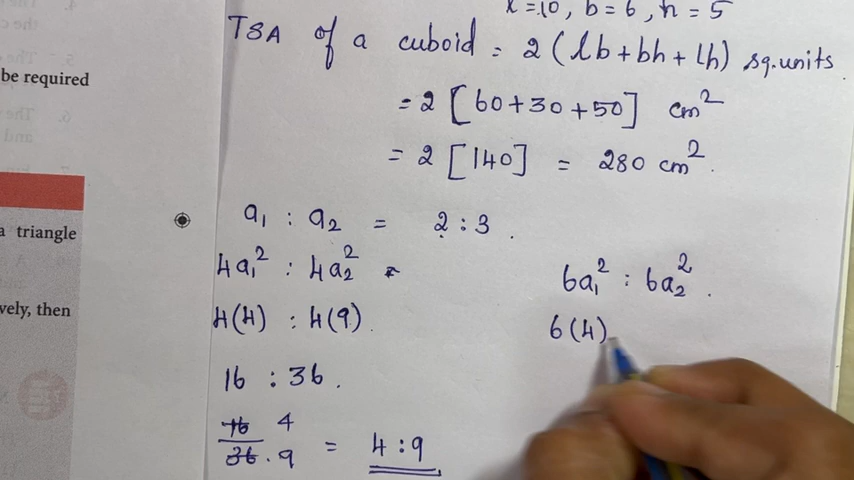 l = 10, b = 6, h = 5
TSA of a cuboid = 2 (lb + bh + lh) sq.units
be required
= 2 [60+30+50] cm²
= 2 [140] = 280 cm².
a triangle
a₁ : a₂ = 2 : 3 .
4a₁² : 4a₂²
6a₁² : 6a₂² .
vely, then
4(4) : 4(9)
6(4)
16 : 36 .
16/36 4/9 = 4 : 9